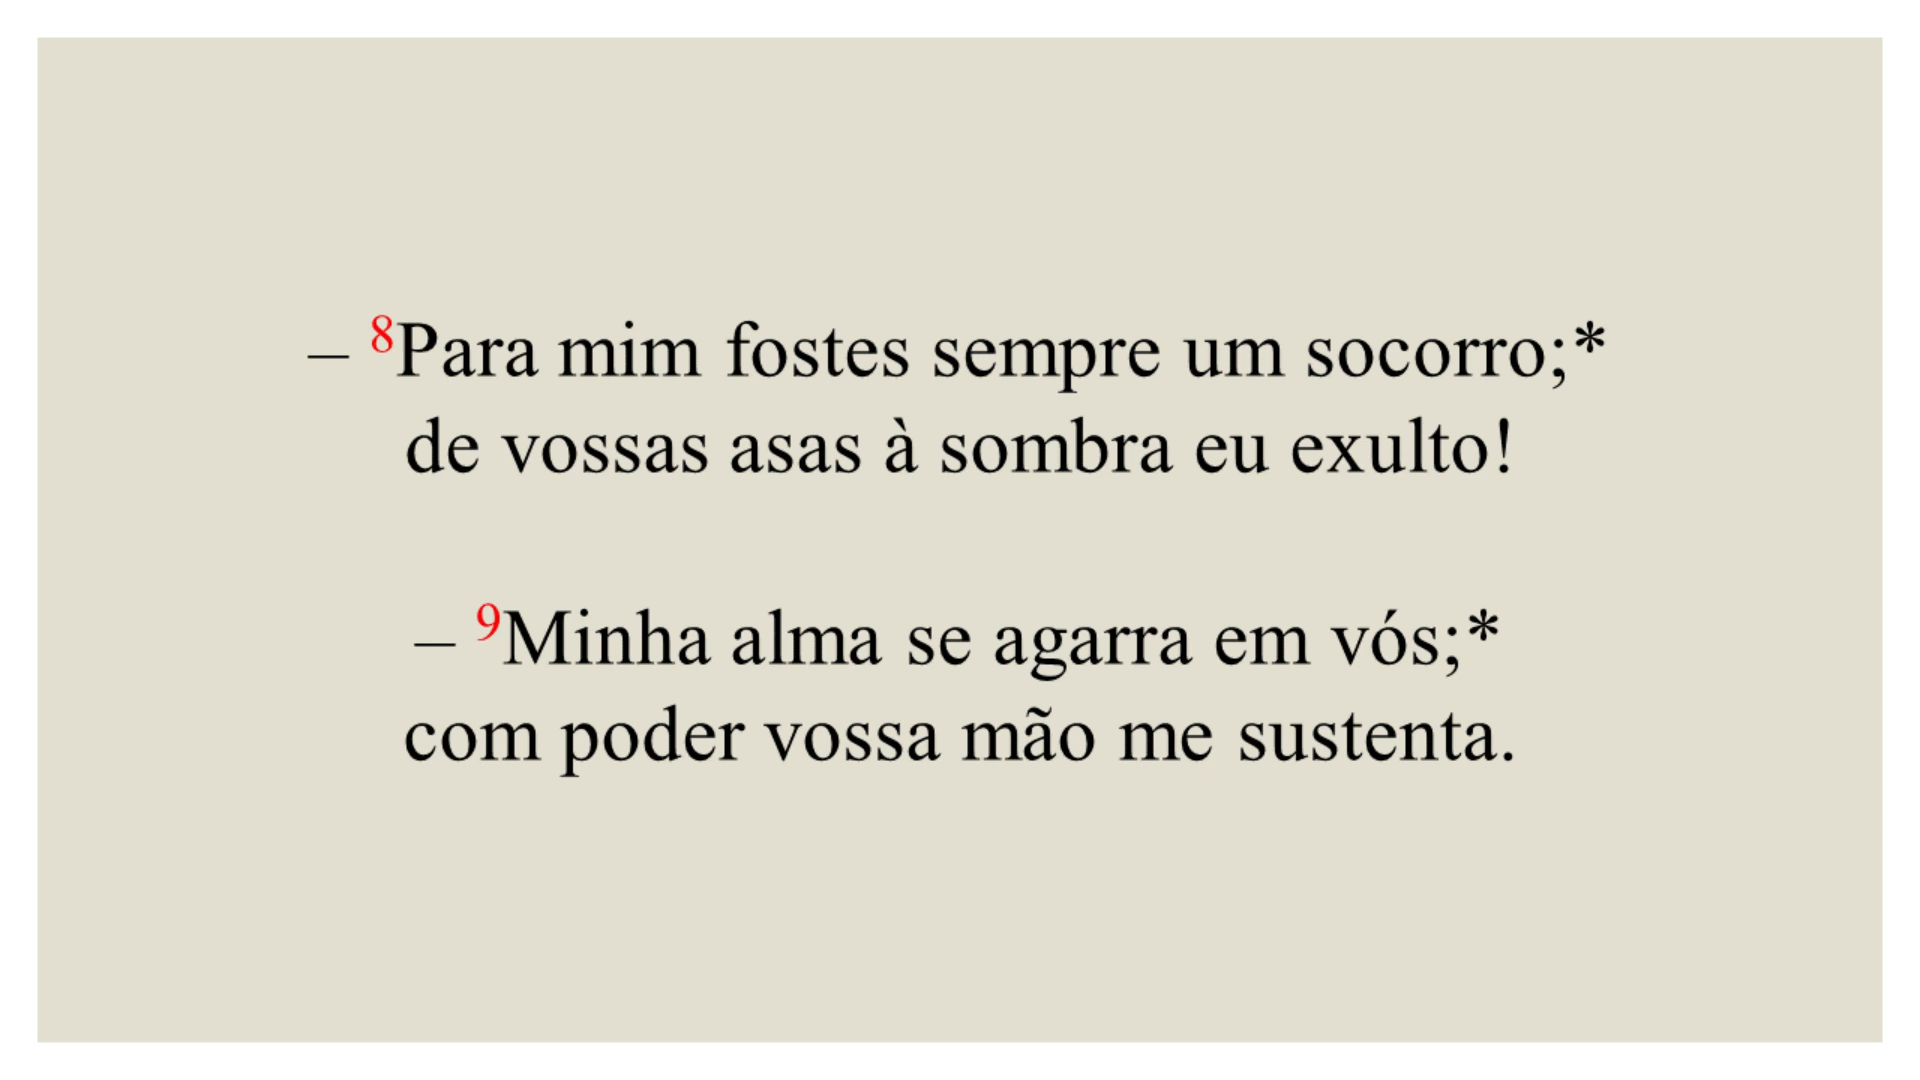 – ⁸Para mim fostes sempre um socorro;*
de vossas asas à sombra eu exulto!
– ⁹Minha alma se agarra em vós;*
com poder vossa mão me sustenta.